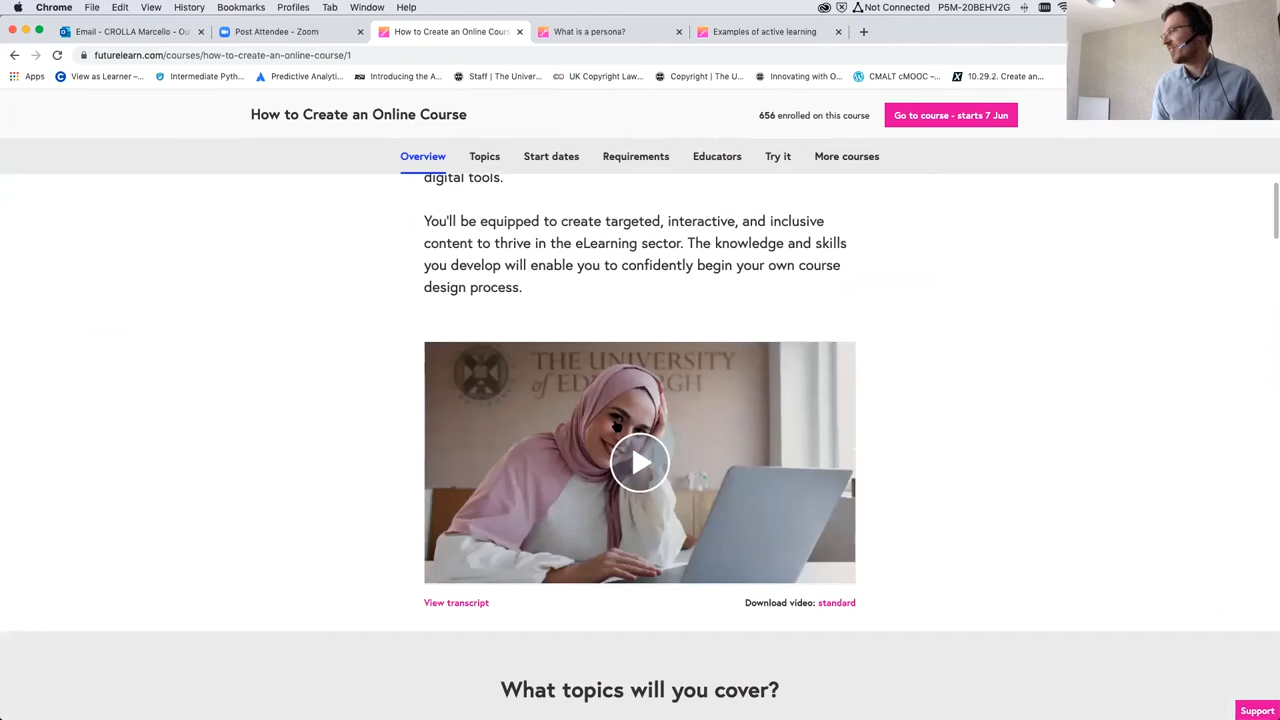 Chrome File Edit View History Bookmarks Profiles Tab Window Help Not Connected P5M-20BEHV2G
Email - CROLLA Marcello - Ou Post Attendee - Zoom How to Create an Online Cours What is a persona? Examples of active learning
futurelearn.com/courses/how-to-create-an-online-course/1
Apps View as Learner –... Intermediate Pyth... Predictive Analyti... Introducing the A... Staff | The Univer... UK Copyright Law... Copyright | The U... Innovating with O... CMALT cMOOC –... 10.29.2. Create an...
How to Create an Online Course 656 enrolled on this course Go to course - starts 7 Jun
Overview Topics Start dates Requirements Educators Try it More courses
digital tools.
You'll be equipped to create targeted, interactive, and inclusive
content to thrive in the eLearning sector. The knowledge and skills
you develop will enable you to confidently begin your own course
design process.
THE UNIVERSITY
View transcript Download video: standard
What topics will you cover?
Support